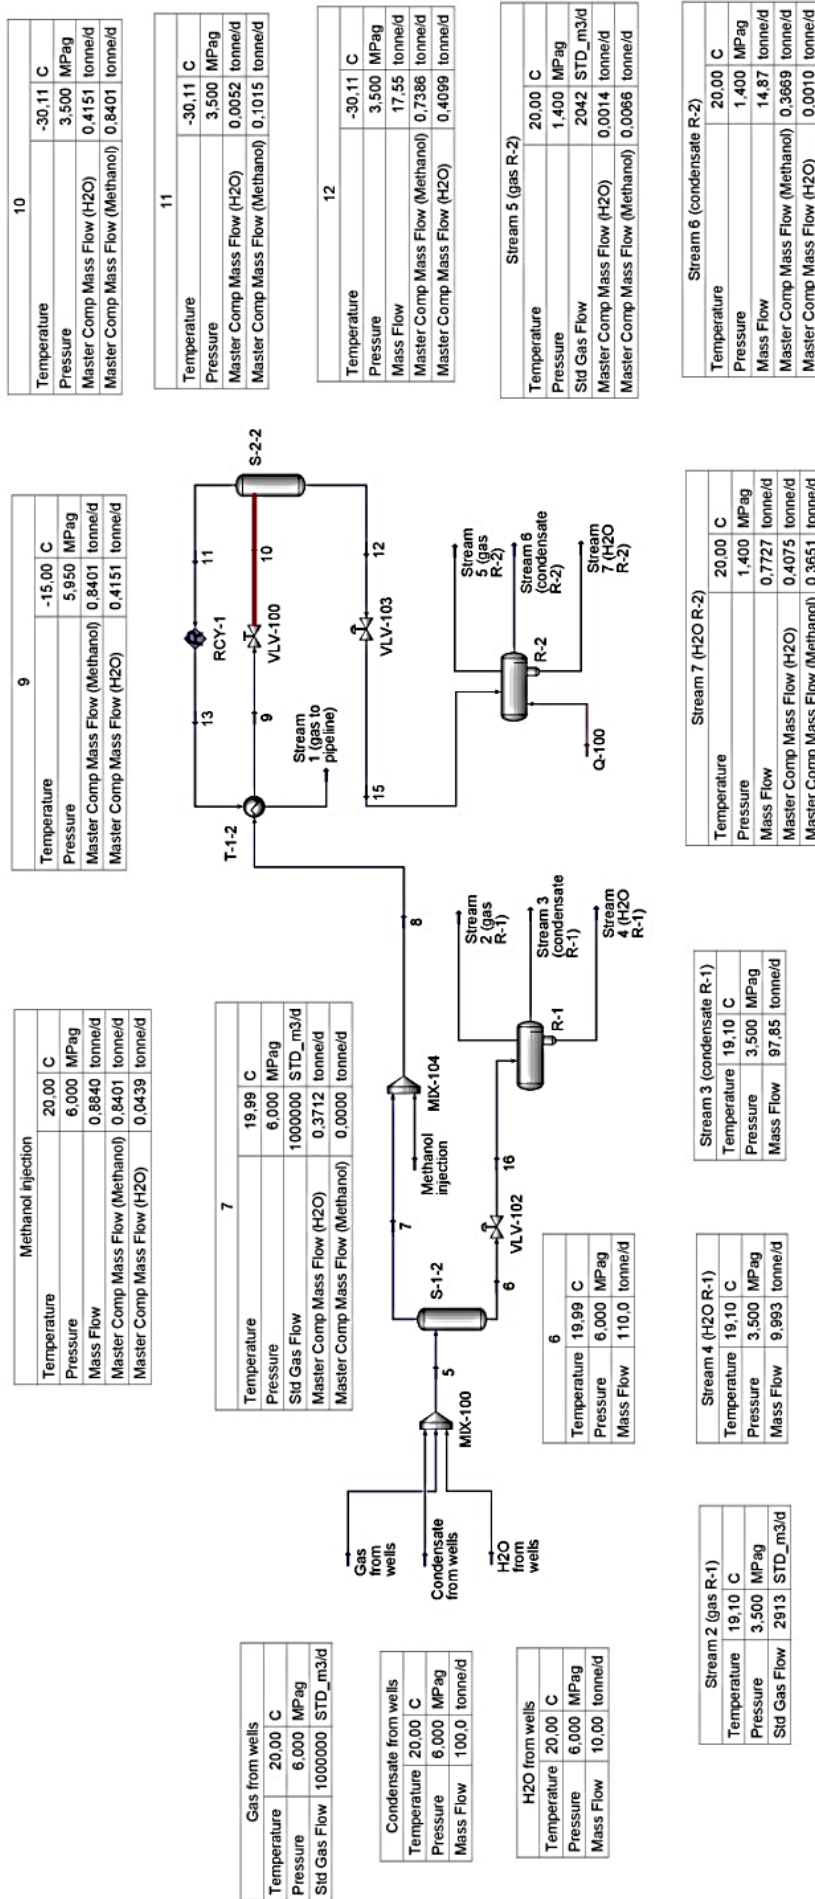 Gas from wells
Temperature 20,00 C
Pressure 6,000 MPag
Std Gas Flow 1000000 STD_m3/d
Condensate from wells
Temperature 20,00 C
Pressure 6,000 MPag
Mass Flow 100,0 tonne/d
H2O from wells
Temperature 20,00 C
Pressure 6,000 MPag
Mass Flow 10,00 tonne/d
Methanol injection
Temperature 20,00 C
Pressure 6,000 MPag
Mass Flow 0,8840 tonne/d
Master Comp Mass Flow (Methanol) 0,8401 tonne/d
Master Comp Mass Flow (H2O) 0,0439 tonne/d
7
Temperature 19,99 C
Pressure 6,000 MPag
Std Gas Flow 1000000 STD_m3/d
Master Comp Mass Flow (H2O) 0,3712 tonne/d
Master Comp Mass Flow (Methanol) 0,0000 tonne/d
9
Temperature -15,00 C
Pressure 5,950 MPag
Master Comp Mass Flow (Methanol) 0,8401 tonne/d
Master Comp Mass Flow (H2O) 0,4151 tonne/d
10
Temperature -30,11 C
Pressure 3,500 MPag
Master Comp Mass Flow (H2O) 0,4151 tonne/d
Master Comp Mass Flow (Methanol) 0,8401 tonne/d
11
Temperature -30,11 C
Pressure 3,500 MPag
Master Comp Mass Flow (H2O) 0,0052 tonne/d
Master Comp Mass Flow (Methanol) 0,1015 tonne/d
12
Temperature -30,11 C
Pressure 3,500 MPag
Mass Flow 17,55 tonne/d
Master Comp Mass Flow (Methanol) 0,7386 tonne/d
Master Comp Mass Flow (H2O) 0,4099 tonne/d
Stream 5 (gas R-2)
Temperature 20,00 C
Pressure 1,400 MPag
Std Gas Flow 2042 STD_m3/d
Master Comp Mass Flow (H2O) 0,0014 tonne/d
Master Comp Mass Flow (Methanol) 0,0066 tonne/d
Stream 6 (condensate R-2)
Temperature 20,00 C
Pressure 1,400 MPag
Mass Flow 14,87 tonne/d
Master Comp Mass Flow (Methanol) 0,3669 tonne/d
Master Comp Mass Flow (H2O) 0,0010 tonne/d
Stream 7 (H2O R-2)
Temperature 20,00 C
Pressure 1,400 MPag
Mass Flow 0,7727 tonne/d
Master Comp Mass Flow (H2O) 0,4075 tonne/d
Master Comp Mass Flow (Methanol) 0,3651 tonne/d
6
Temperature 19,99 C
Pressure 6,000 MPag
Mass Flow 110,0 tonne/d
Stream 2 (gas R-1)
Temperature 19,10 C
Pressure 3,500 MPag
Std Gas Flow 2913 STD_m3/d
Stream 4 (H2O R-1)
Temperature 19,10 C
Pressure 3,500 MPag
Mass Flow 9,993 tonne/d
Stream 3 (condensate R-1)
Temperature 19,10 C
Pressure 3,500 MPag
Mass Flow 97,85 tonne/d
Gas
from
wells
Condensate
from wells
H2O
from
wells
MIX-100
5
S-1-2
7
6
VLV-102
16
Methanol
injection
MIX-104
8
R-1
Stream
2 (gas
R-1)
Stream 3
(condensate
R-1)
Stream
4 (H2O
R-1)
T-1-2
13
RCY-1
11
9
VLV-100
10
S-2-2
Stream
1 (gas to
pipeline)
12
VLV-103
15
Q-100
R-2
Stream
5 (gas
R-2)
Stream 6
(condensate
R-2)
Stream
7 (H2O
R-2)